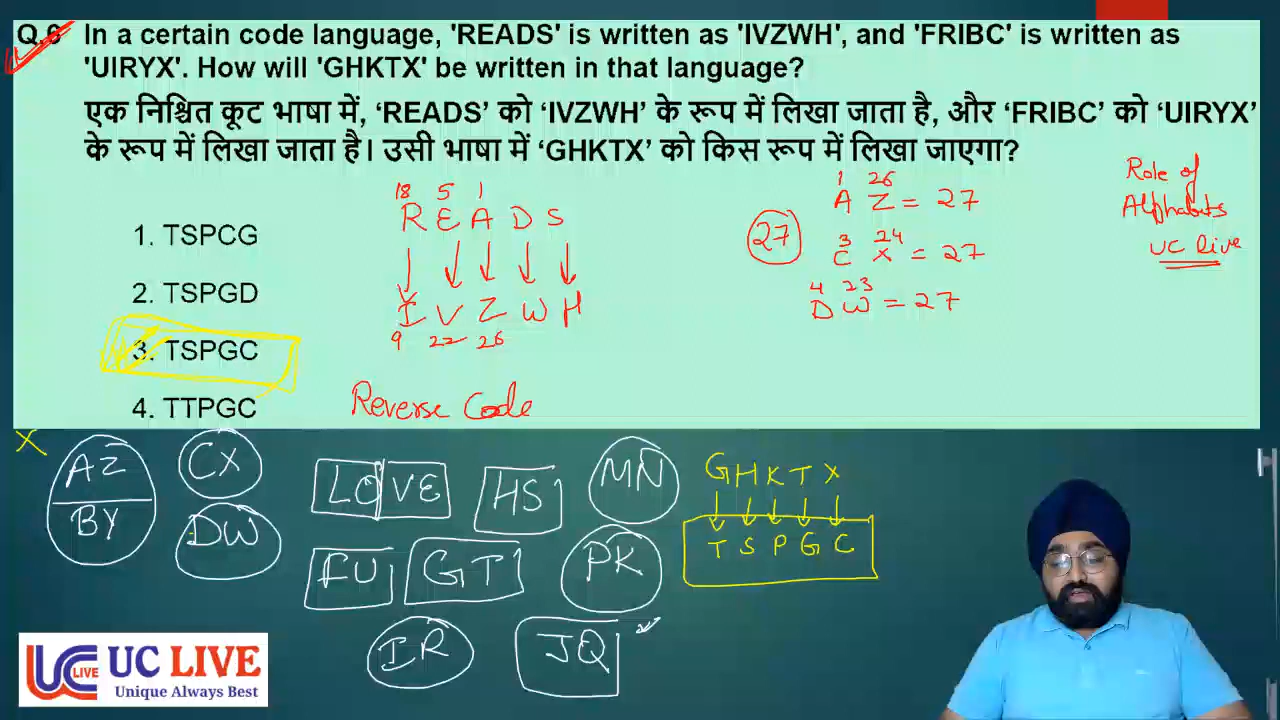 Q.6 In a certain code language, 'READS' is written as 'IVZWH', and 'FRIBC' is written as
'UIRYX'. How will 'GHKTX' be written in that language?
एक निश्चित कूट भाषा में, ‘READS’ को ‘IVZWH’ के रूप में लिखा जाता है, और ‘FRIBC’ को ‘UIRYX’
के रूप में लिखा जाता है। उसी भाषा में ‘GHKTX’ को किस रूप में लिखा जाएगा?
1. TSPCG
2. TSPGD
3. TSPGC
4. TTPGC
18 5 1
R E A D S
I V Z W H
9 22 26
Reverse Code
27
1 26
A Z = 27
3 24
C X = 27
4 23
D W = 27
Role of
Alphabits
UC Live
X
AZ
BY
CX
DW
LO VE
HS
MN
FU
GT
PK
IR
JQ
G H K T X
T S P G C
UC LIVE
LIVE
Unique Always Best